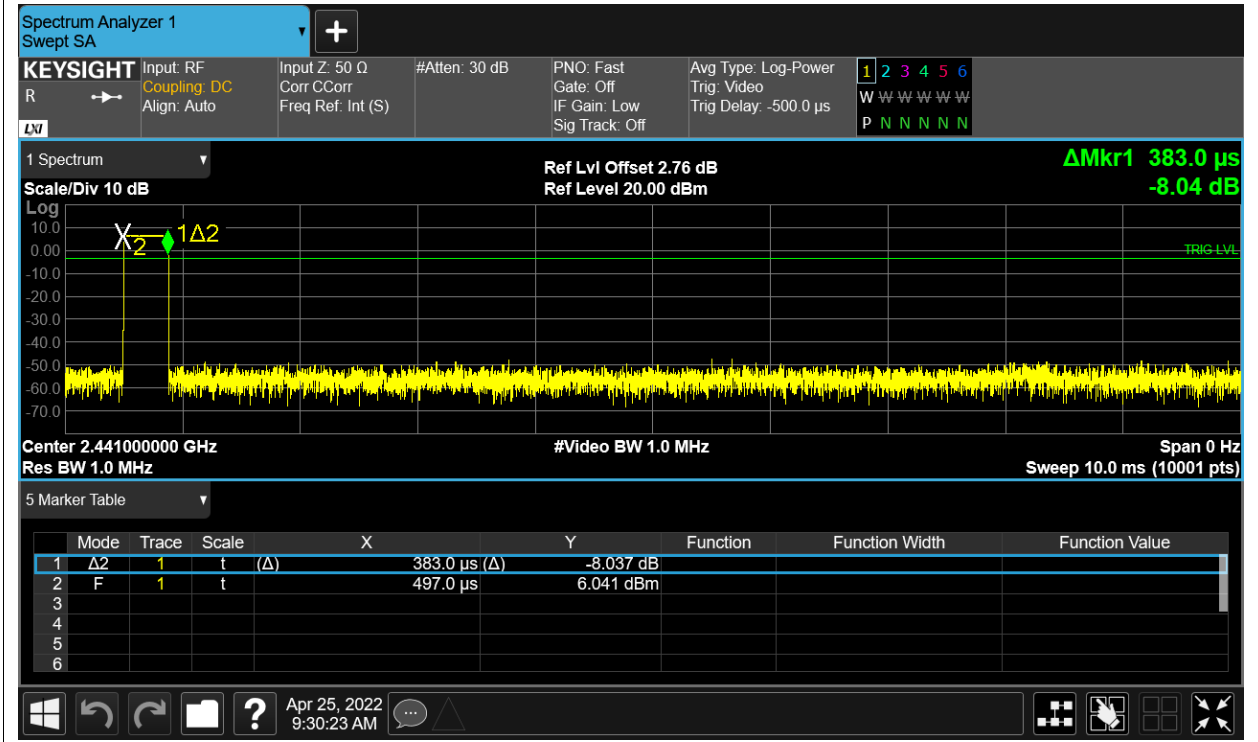 Spectrum Analyzer 1
Swept SA
KEYSIGHT
R
LXI
Input: RF
Coupling: DC
Align: Auto
Input Z: 50 Ω
Corr CCorr
Freq Ref: Int (S)
#Atten: 30 dB
PNO: Fast
Gate: Off
IF Gain: Low
Sig Track: Off
Avg Type: Log-Power
Trig: Video
Trig Delay: -500.0 µs
1 2 3 4 5 6
W W W W W W
P N N N N N
1 Spectrum
Scale/Div 10 dB
Ref Lvl Offset 2.76 dB
Ref Level 20.00 dBm
ΔMkr1 383.0 µs
-8.04 dB
Log
10.0
0.00
-10.0
-20.0
-30.0
-40.0
-50.0
-60.0
-70.0
X2
1Δ2
TRIG LVL
Center 2.441000000 GHz
Res BW 1.0 MHz
#Video BW 1.0 MHz
Span 0 Hz
Sweep 10.0 ms (10001 pts)
5 Marker Table
Mode Trace Scale X Y Function Function Width Function Value
1 Δ2 1 t (Δ) 383.0 µs (Δ) -8.037 dB
2 F 1 t 497.0 µs 6.041 dBm
3
4
5
6
?
Apr 25, 2022
9:30:23 AM